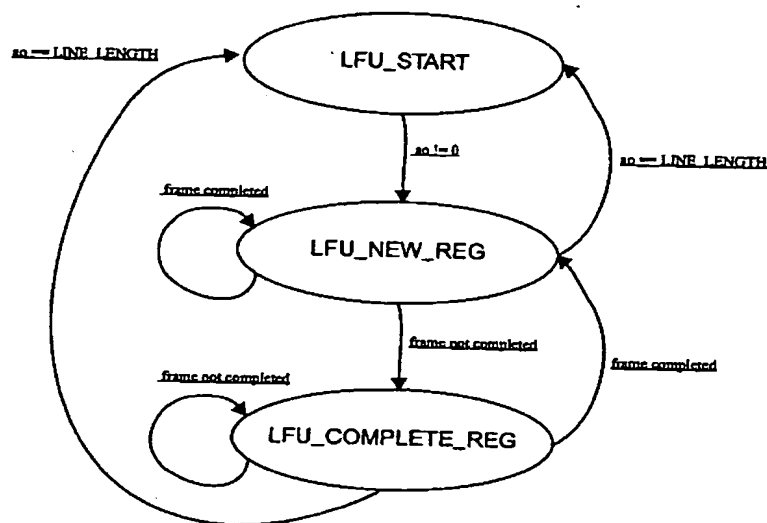 ao == LINE_LENGTH
LFU_START
ao != 0
ao == LINE_LENGTH
frame completed
LFU_NEW_REG
frame not completed
frame completed
frame not completed
LFU_COMPLETE_REG